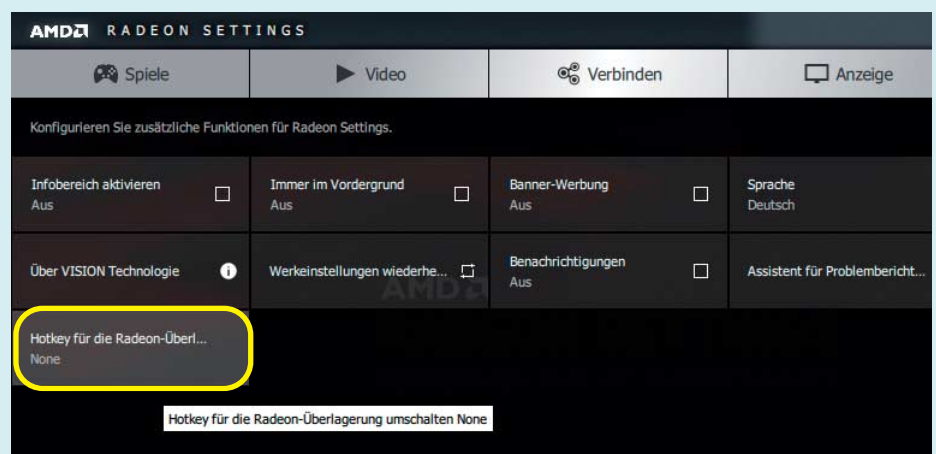 AMD RADEON SETTINGS
Spiele
Video
Verbinden
Anzeige
Konfigurieren Sie zusätzliche Funktionen für Radeon Settings.
Infobereich aktivieren
Aus
Immer im Vordergrund
Aus
Banner-Werbung
Aus
Sprache
Deutsch
Über VISION Technologie
Werkeinstellungen wiederhe...
Benachrichtigungen
Aus
Assistent für Problembericht...
AMD
Hotkey für die Radeon-Überl...
None
Hotkey für die Radeon-Überlagerung umschalten None